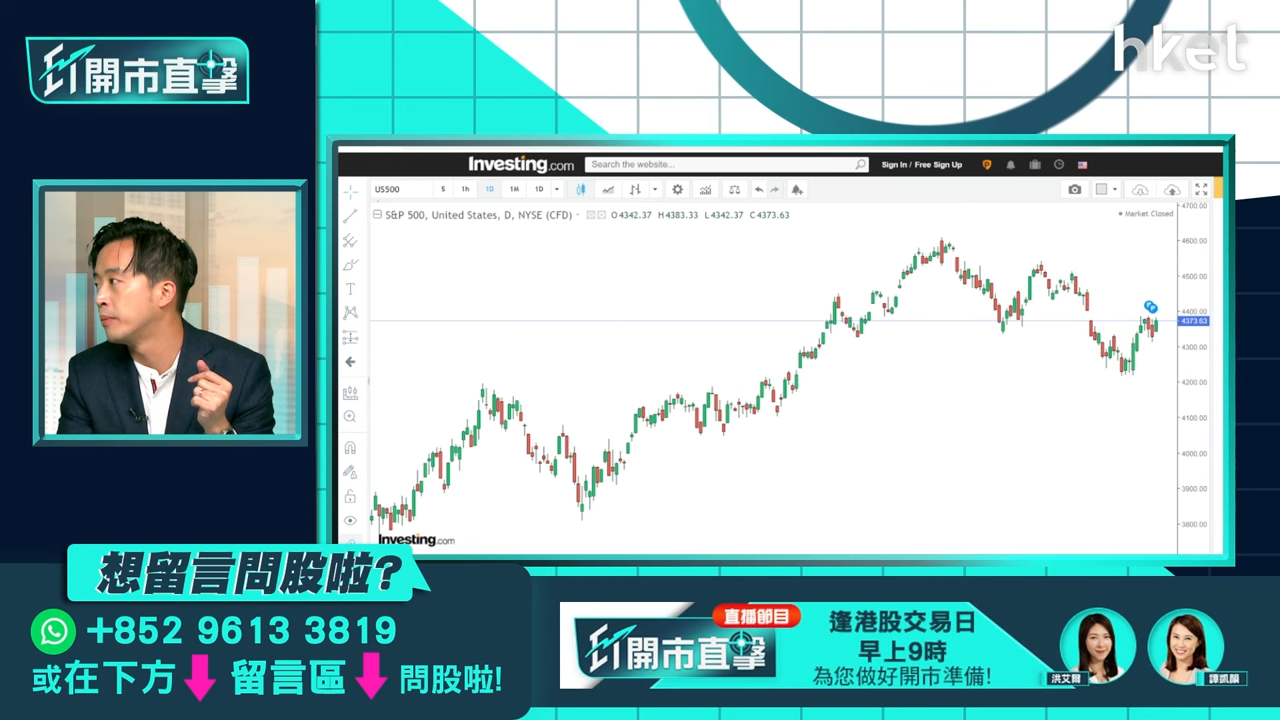 ET開市直擊
hket
Investing.com
Search the website...
Sign In / Free Sign Up
US500
5
1h
1D
1M
1D
S&P 500, United States, D, NYSE (CFD)
O 4342.37 H 4383.33 L 4342.37 C 4373.63
Market Closed
4700.00
4600.00
4500.00
4400.00
4373.63
4300.00
4200.00
4100.00
4000.00
3900.00
3800.00
Investing.com
想留言問股啦?
+852 9613 3819
或在下方 留言區 問股啦!
直播節目
ET開市直擊
逢港股交易日
早上9時
為您做好開市準備!
洪艾爾
譚凱韻